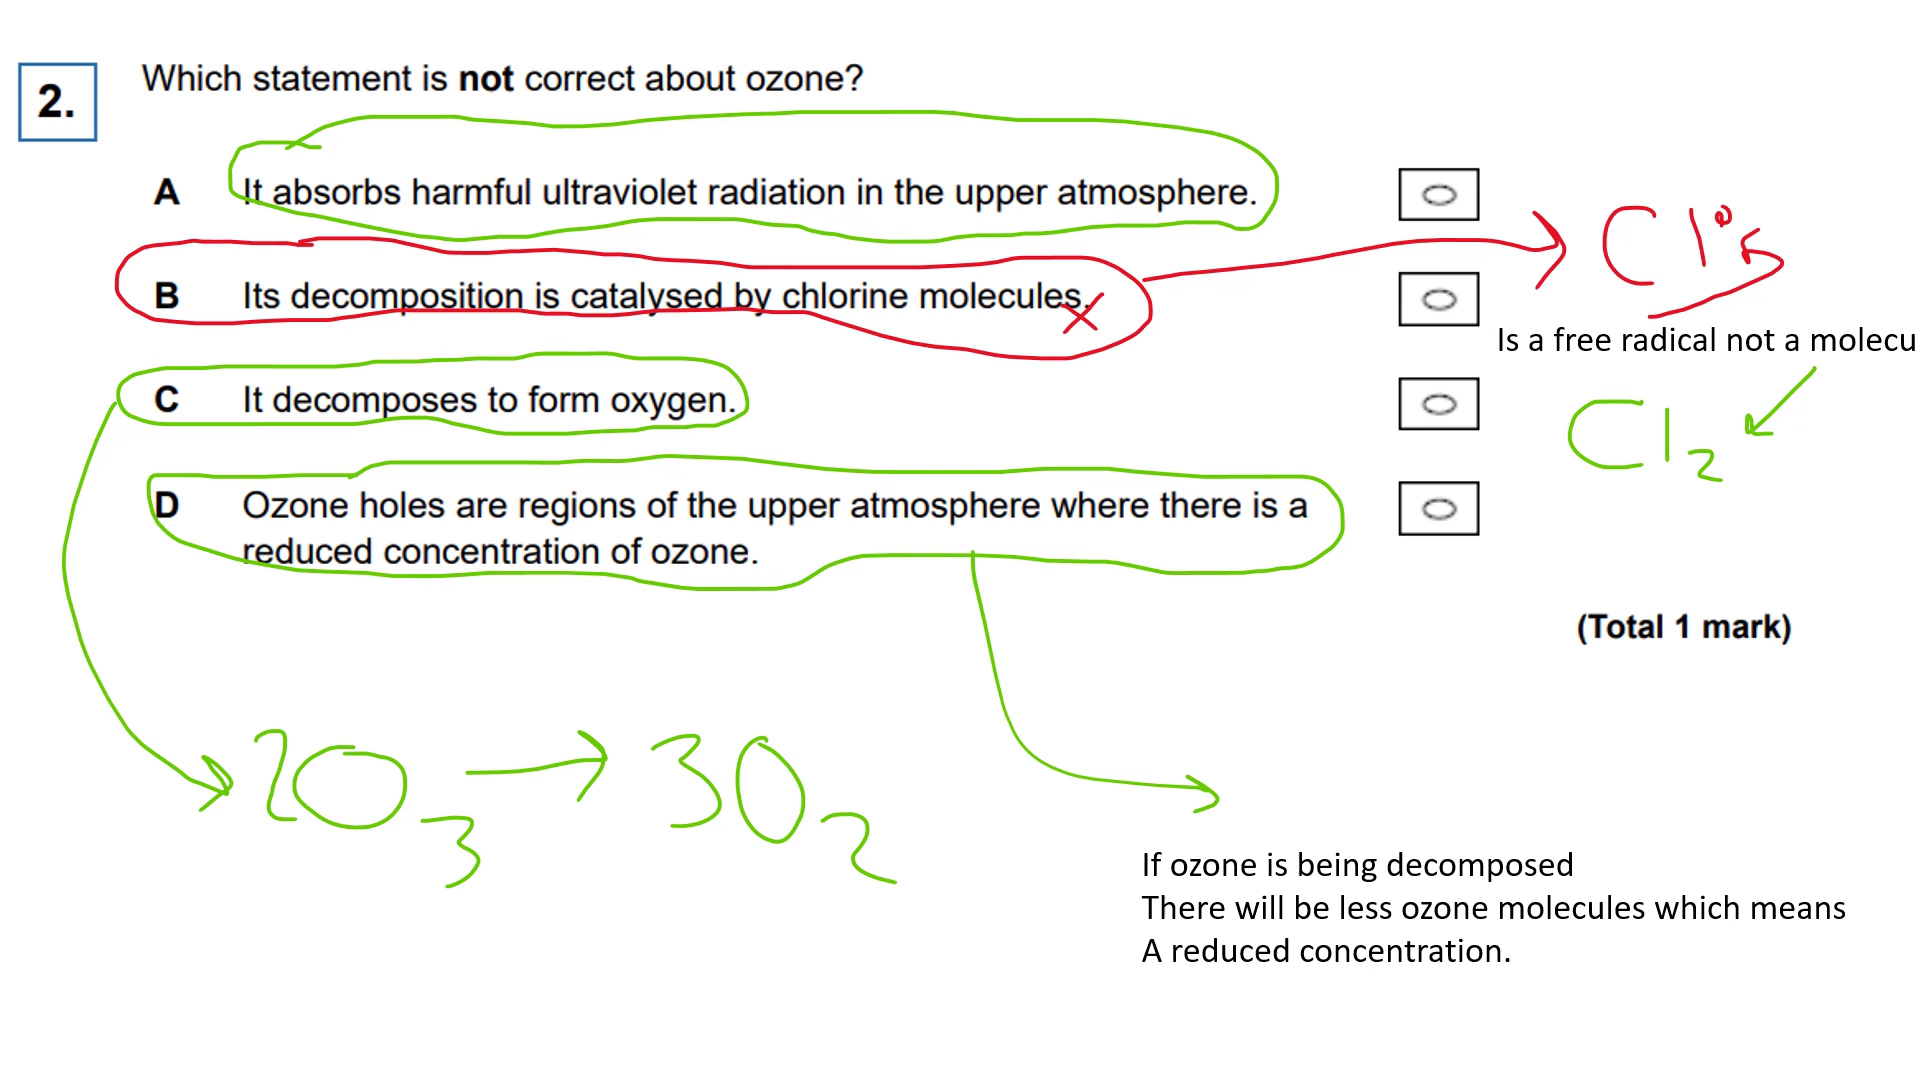 2.
Which statement is not correct about ozone?
A It absorbs harmful ultraviolet radiation in the upper atmosphere.
Cl•
B Its decomposition is catalysed by chlorine molecules.
Is a free radical not a molecu
C It decomposes to form oxygen.
Cl2
D Ozone holes are regions of the upper atmosphere where there is a
reduced concentration of ozone.
(Total 1 mark)
2O3 → 3O2
If ozone is being decomposed
There will be less ozone molecules which means
A reduced concentration.